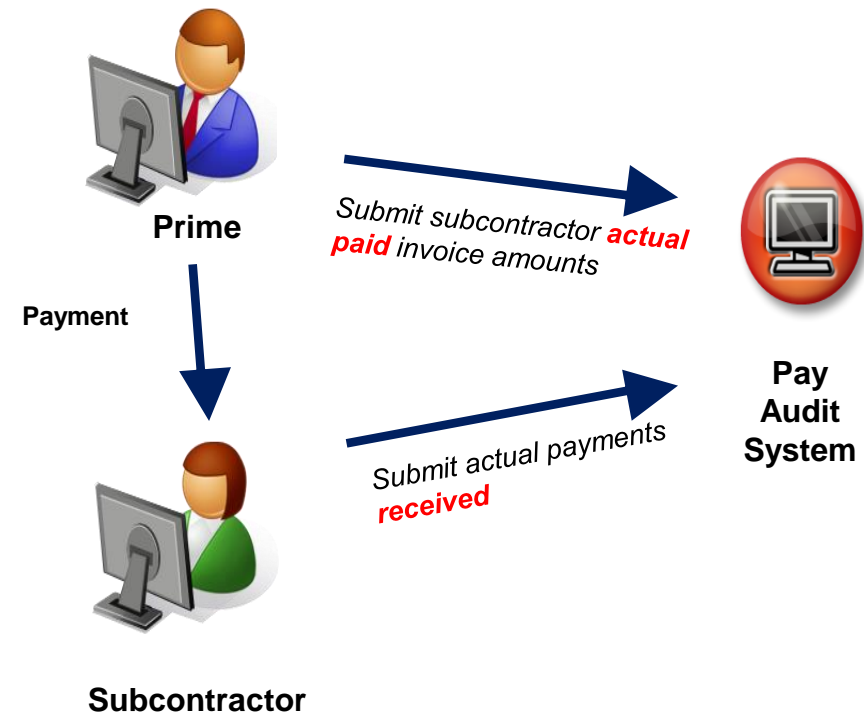 Prime
Submit subcontractor actual
paid invoice amounts
Payment
Pay
Audit
System
Submit actual payments
received
Subcontractor